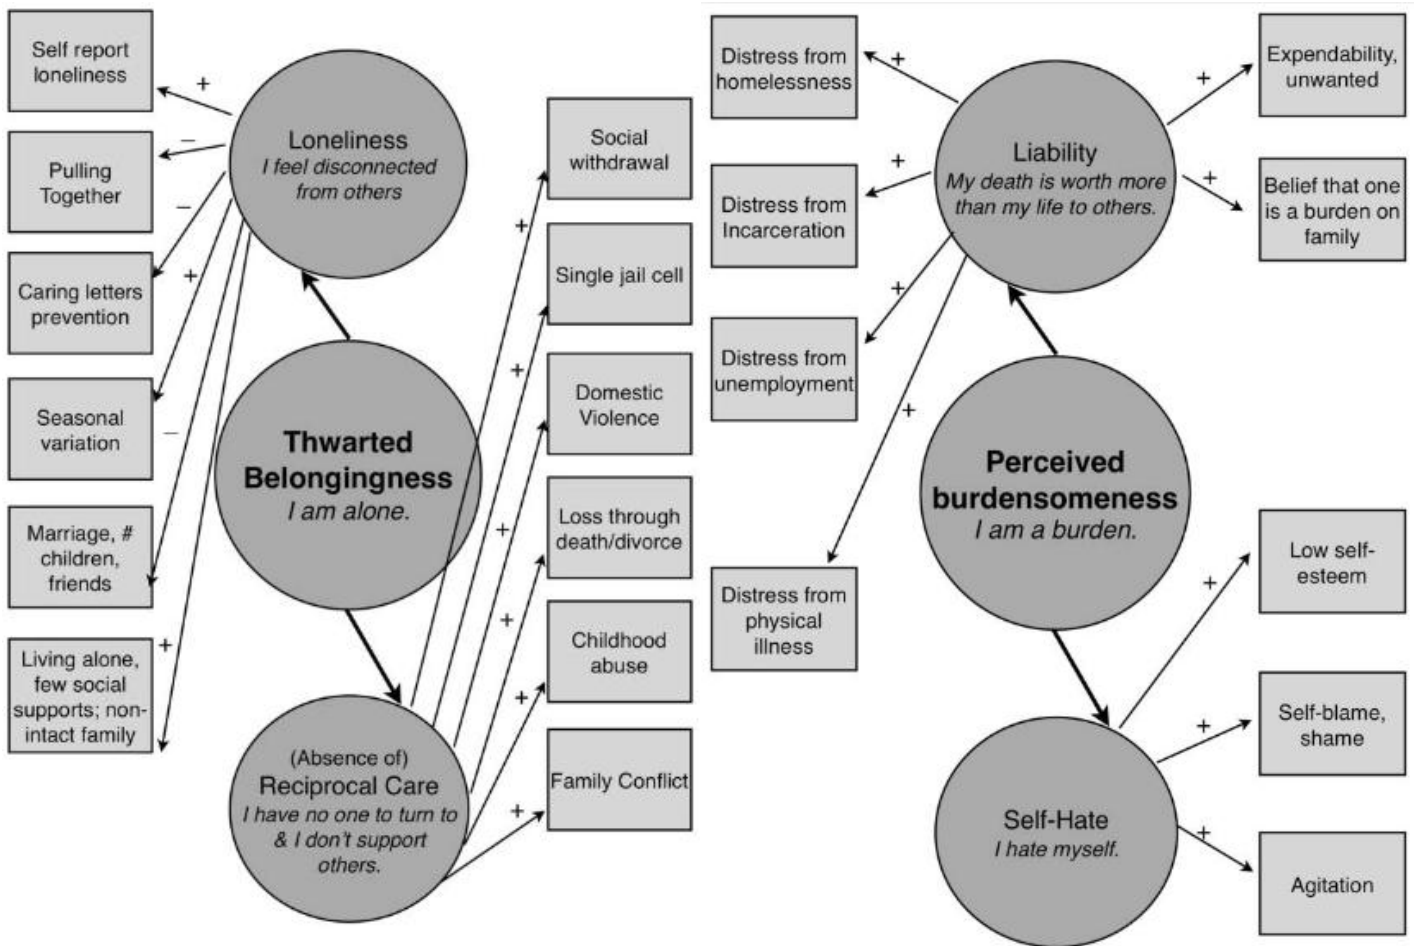 Self report
loneliness
Pulling
Together
Caring letters
prevention
Seasonal
variation
Marriage, #
children,
friends
Living alone,
few social
supports; non-
intact family
+
–
–
+
–
+
Loneliness
I feel disconnected
from others
Thwarted
Belongingness
I am alone.
(Absence of)
Reciprocal Care
I have no one to turn to
& I don't support
others.
+
+
+
+
+
+
Social
withdrawal
Single jail cell
Domestic
Violence
Loss through
death/divorce
Childhood
abuse
Family Conflict
Distress from
homelessness
Distress from
Incarceration
Distress from
unemployment
Distress from
physical
illness
+
+
+
+
Liability
My death is worth more
than my life to others.
Perceived
burdensomeness
I am a burden.
Self-Hate
I hate myself.
+
+
+
+
+
Expendability,
unwanted
Belief that one
is a burden on
family
Low self-
esteem
Self-blame,
shame
Agitation